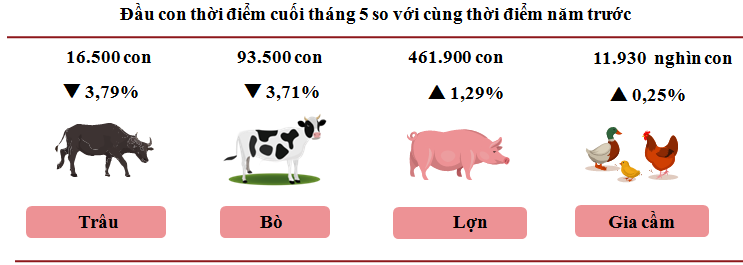 Đầu con thời điểm cuối tháng 5 so với cùng thời điểm năm trước
16.500 con 93.500 con 461.900 con 11.930 nghìn con
▼ 3,79% ▼ 3,71% ▲ 1,29% ▲ 0,25%
Trâu Bò Lợn Gia cầm